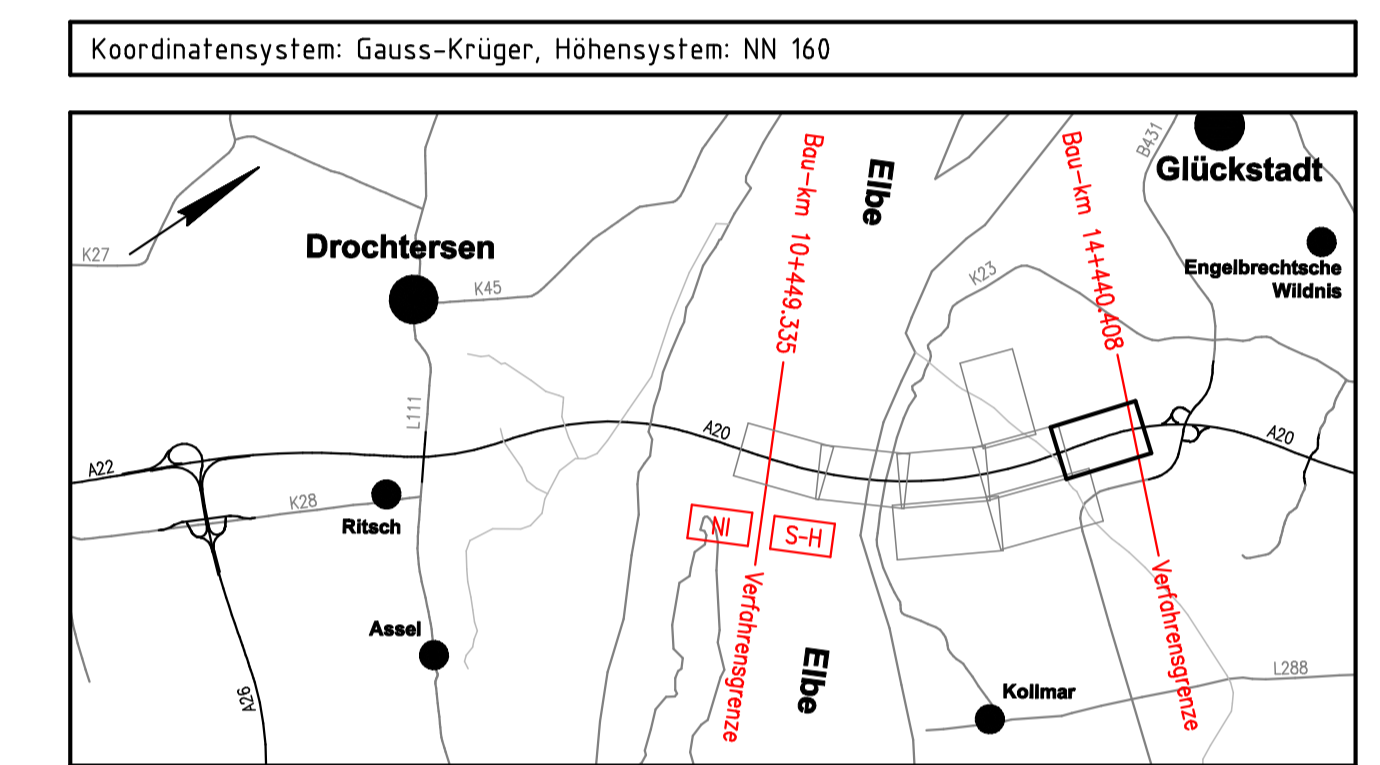 Koordinatensystem: Gauss-Krüger, Höhensystem: NN 160
Bau-km 10+449.335
Elbe
Bau-km 14+440.408
B431
Glückstadt
K27
Drochtersen
K45
K23
Engelbrechtsche
Wildnis
L111
A20
A20
A22
K28
Ritsch
NI
S-H
Verfahrensgrenze
Verfahrensgrenze
Assel
Elbe
A26
Kollmar
L288